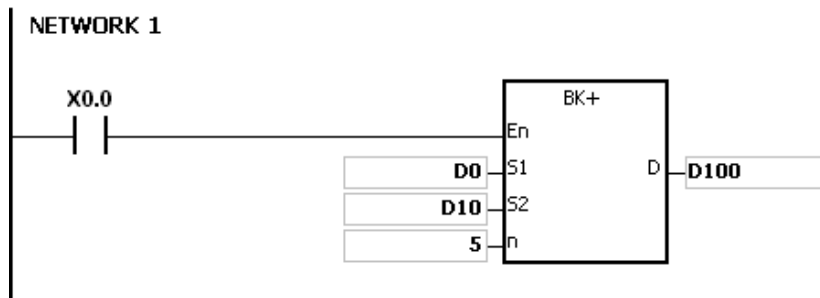 NETWORK 1
X0.0
BK+
En
D0 S1 D D100
D10 S2
5 n